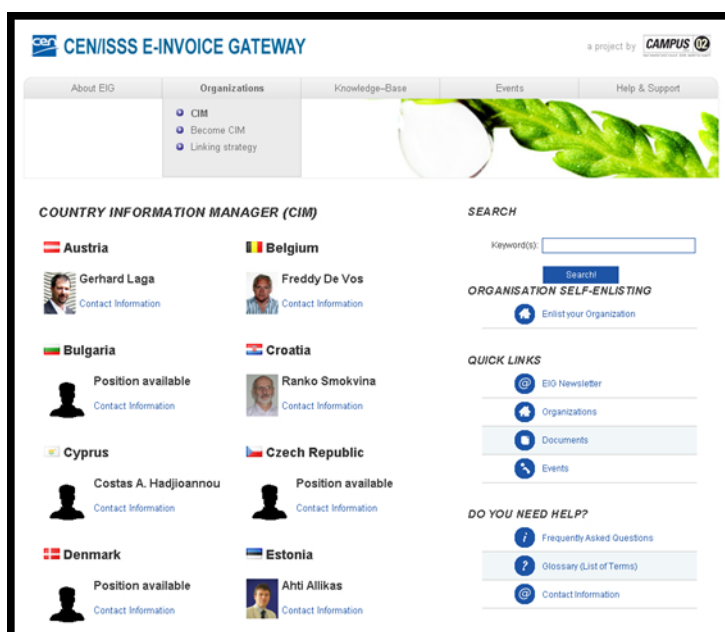 cen CEN/ISSS E-INVOICE GATEWAY
a project by CAMPUS 02
About EIG
Organizations
Knowledge-Base
Events
Help & Support
CIM
Become CIM
Linking strategy
COUNTRY INFORMATION MANAGER (CIM)
Austria
Gerhard Laga
Contact Information
Belgium
Freddy De Vos
Contact Information
Bulgaria
Position available
Contact Information
Croatia
Ranko Smokvina
Contact Information
Cyprus
Costas A. Hadjioannou
Contact Information
Czech Republic
Position available
Contact Information
Denmark
Position available
Contact Information
Estonia
Ahti Allikas
Contact Information
SEARCH
Keyword(s):
Search!
ORGANISATION SELF-ENLISTING
Enlist your Organization
QUICK LINKS
EIG Newsletter
Organizations
Documents
Events
DO YOU NEED HELP?
Frequently Asked Questions
Glossary (List of Terms)
Contact Information